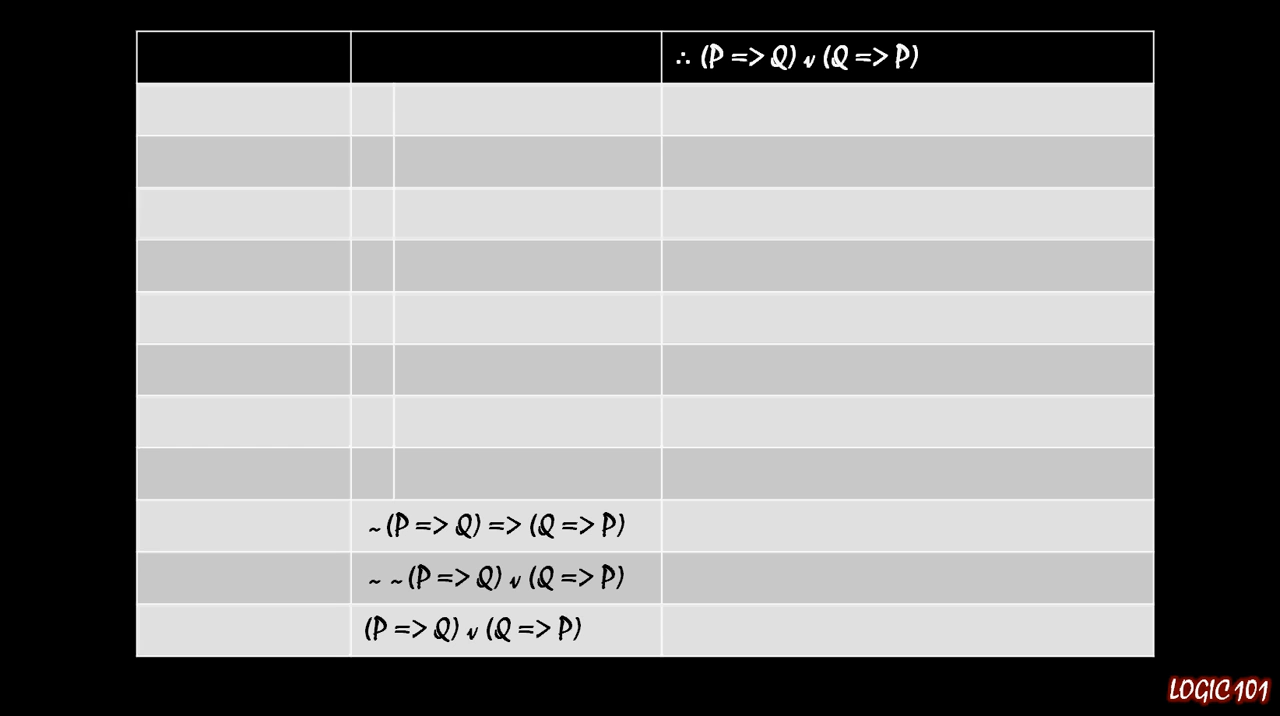 ∴ (P => Q) v (Q => P)
~(P => Q) => (Q => P)
~ ~(P => Q) v (Q => P)
(P => Q) v (Q => P)
LOGIC 101